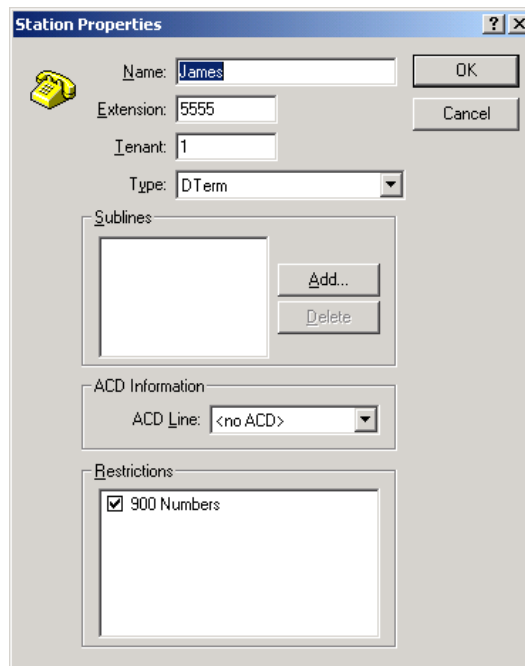 Station Properties
Name: James
OK
Extension: 5555
Cancel
Tenant: 1
Type: DTerm
Sublines
Add...
Delete
ACD Information
ACD Line: <no ACD>
Restrictions
900 Numbers